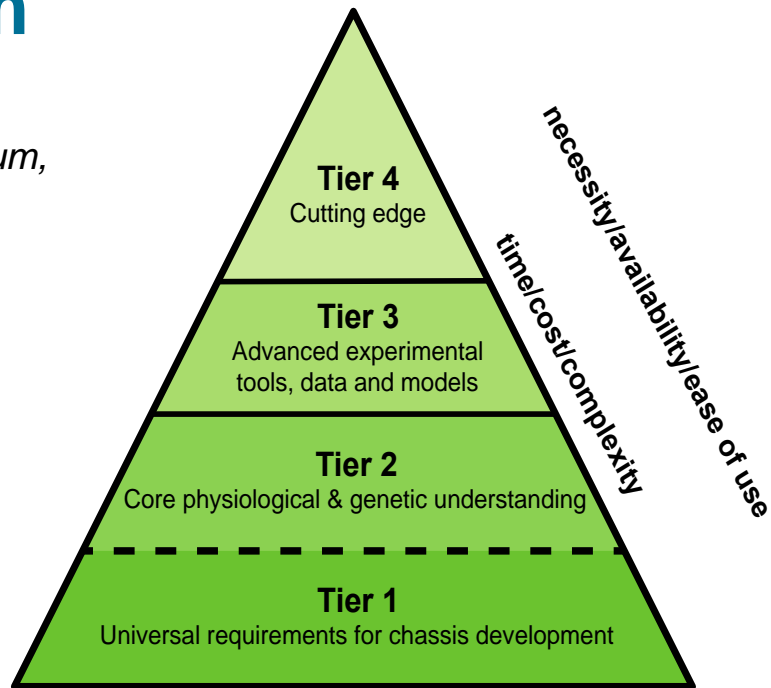 um,
Tier 4
Cutting edge
Tier 3
Advanced experimental
tools, data and models
Tier 2
Core physiological & genetic understanding
Tier 1
Universal requirements for chassis development
time/cost/complexity
necessity/availability/ease of use